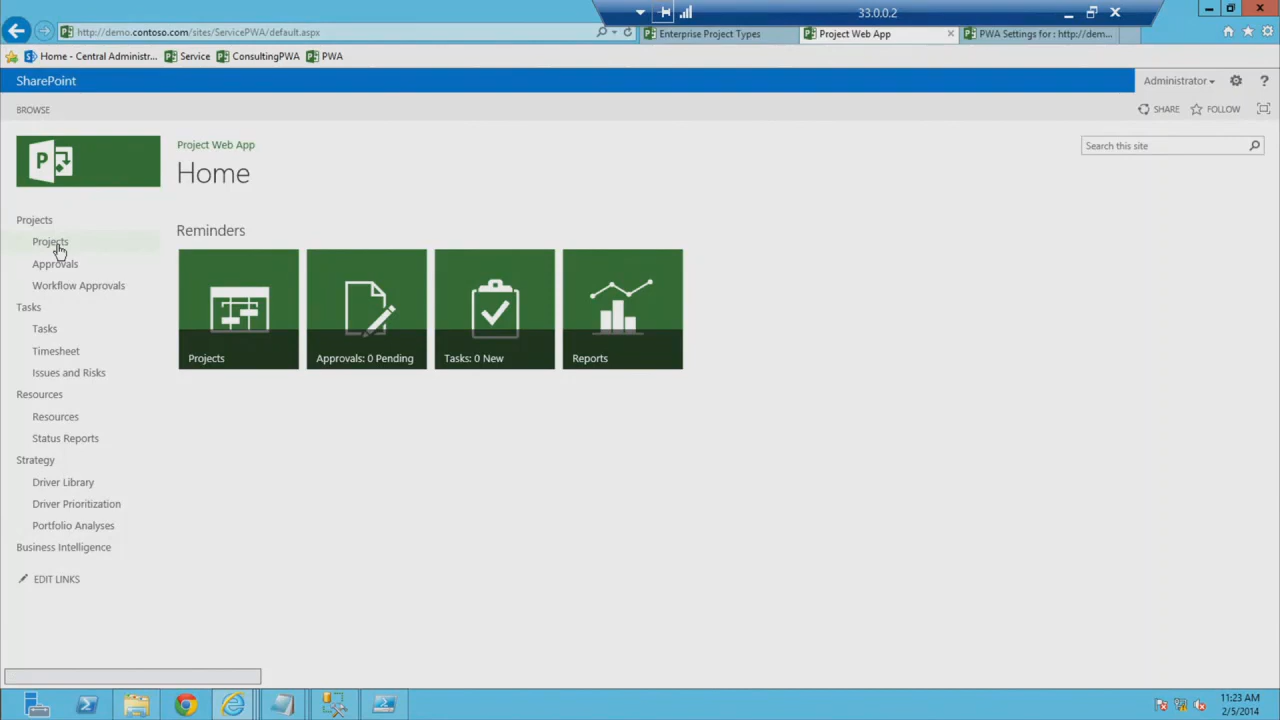 33.0.0.2
http://demo.contoso.com/sites/ServicePWA/default.aspx
Enterprise Project Types
Project Web App
PWA Settings for : http://dem...
Home - Central Administr...
Service
ConsultingPWA
PWA
SharePoint
Administrator
?
BROWSE
SHARE
FOLLOW
P
Project Web App
Search this site
Home
Projects
Projects
Approvals
Workflow Approvals
Tasks
Tasks
Timesheet
Issues and Risks
Resources
Resources
Status Reports
Strategy
Driver Library
Driver Prioritization
Portfolio Analyses
Business Intelligence
EDIT LINKS
Reminders
Projects
Approvals: 0 Pending
Tasks: 0 New
Reports
11:23 AM
2/5/2014